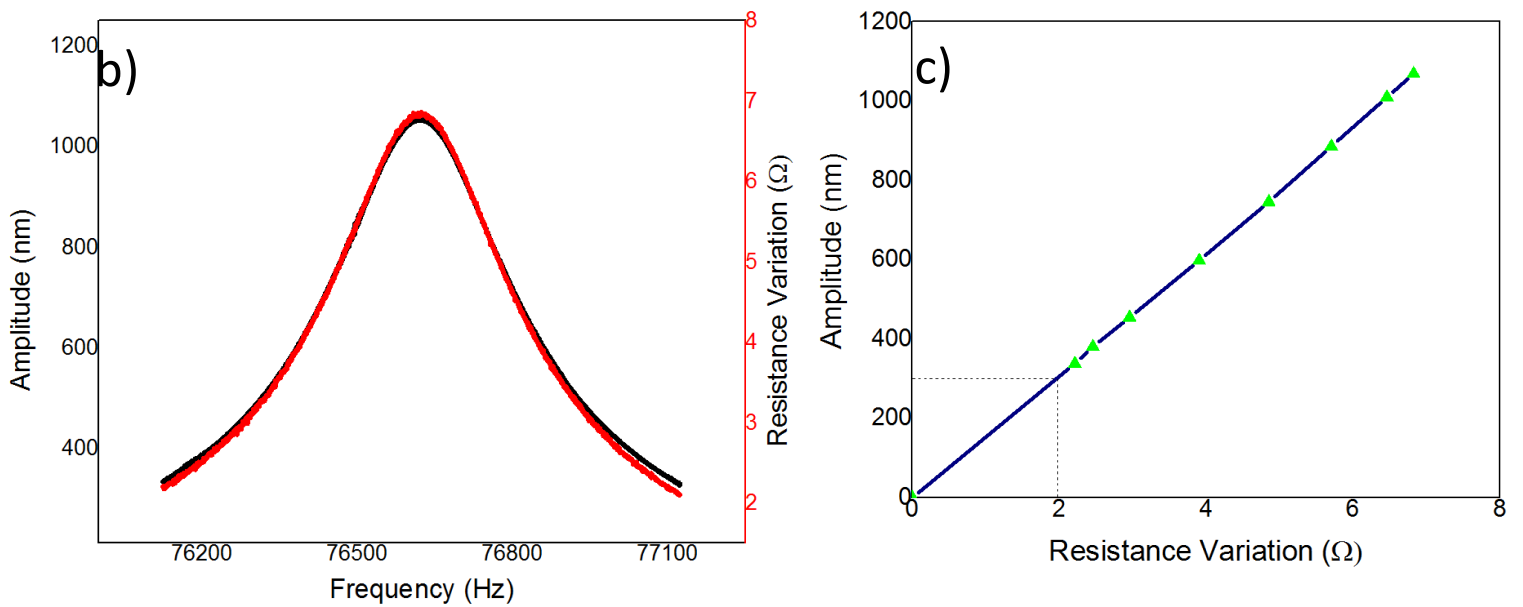 b)
1200
1000
800
600
400
Amplitude (nm)
76200 76500 76800 77100
Frequency (Hz)
8
7
6
5
4
3
2
Resistance Variation (Ω)
c)
1200
1000
800
600
400
200
0
Amplitude (nm)
0 2 4 6 8
Resistance Variation (Ω)